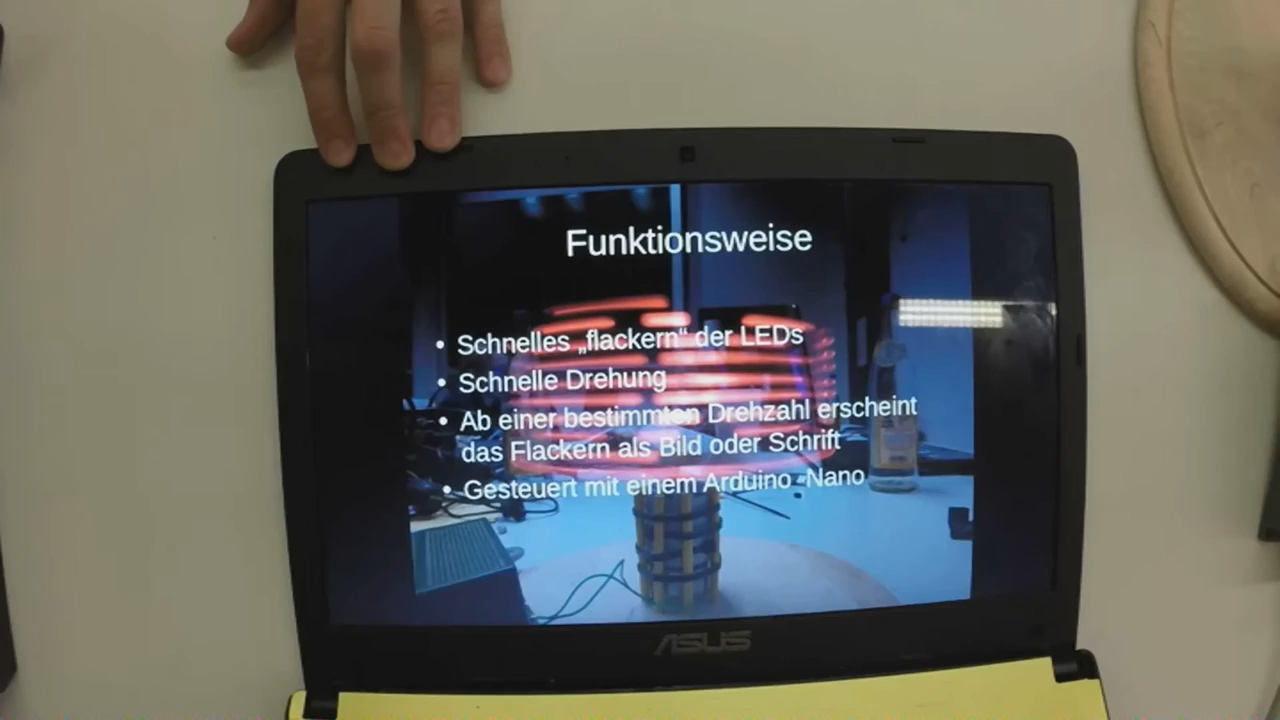 Funktionsweise
• Schnelles „flackern“ der LEDs
• Schnelle Drehung
• Ab einer bestimmten Drehzahl erscheint
das Flackern als Bild oder Schrift
• Gesteuert mit einem Arduino Nano
ASUS